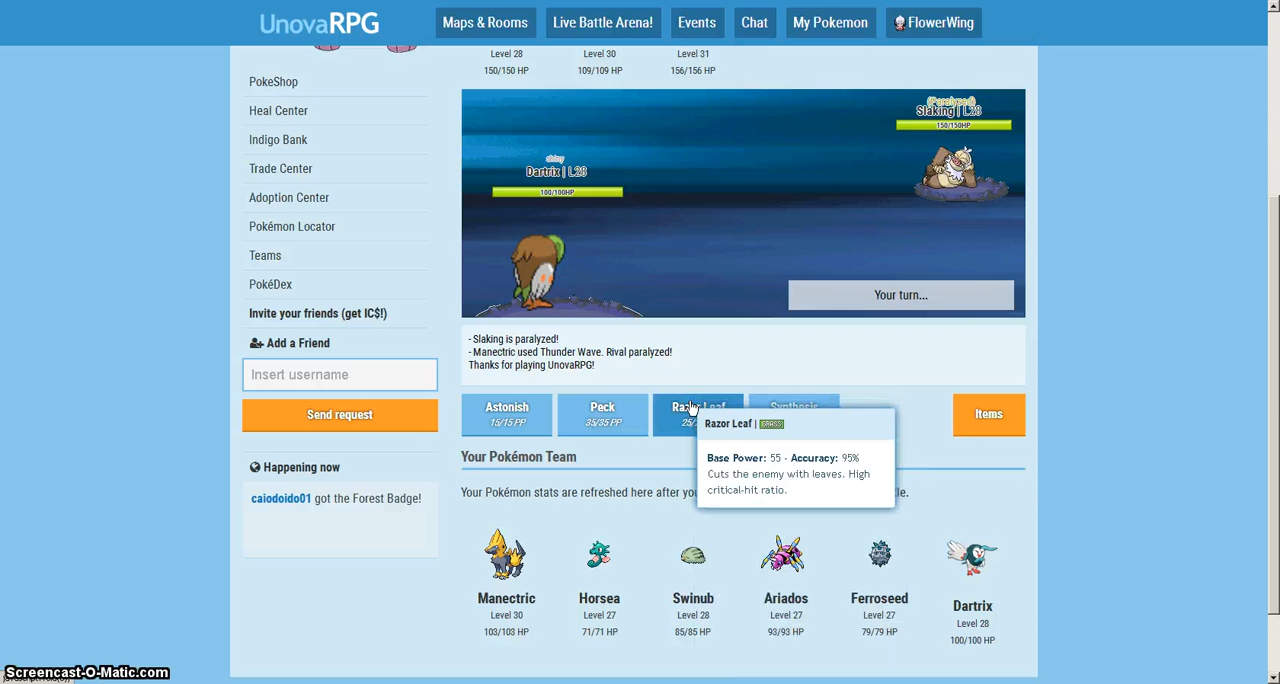 UnovaRPG
Maps & Rooms
Live Battle Arena!
Events
Chat
My Pokemon
FlowerWing
Level 28
Level 30
Level 31
150/150 HP
109/109 HP
156/156 HP
PokeShop
Heal Center
Indigo Bank
Trade Center
Adoption Center
Pokémon Locator
Teams
PokéDex
Invite your friends (get IC$!)
Add a Friend
Insert username
Send request
Happening now
caiodoido01 got the Forest Badge!
(Paralyzed)
Slaking | L28
150/150HP
shiny
Dartrix | L28
100/100HP
Your turn...
- Slaking is paralyzed!
- Manectric used Thunder Wave. Rival paralyzed!
Thanks for playing UnovaRPG!
Astonish
15/15 PP
Peck
35/35 PP
Razor Leaf
Synthesis
Items
Razor Leaf | GRASS
Base Power: 55 - Accuracy: 95%
Cuts the enemy with leaves. High
critical-hit ratio.
Your Pokémon Team
Your Pokémon stats are refreshed here after
Manectric
Level 30
103/103 HP
Horsea
Level 27
71/71 HP
Swinub
Level 28
85/85 HP
Ariados
Level 27
93/93 HP
Ferroseed
Level 27
79/79 HP
Dartrix
Level 28
100/100 HP
Screencast-O-Matic.com